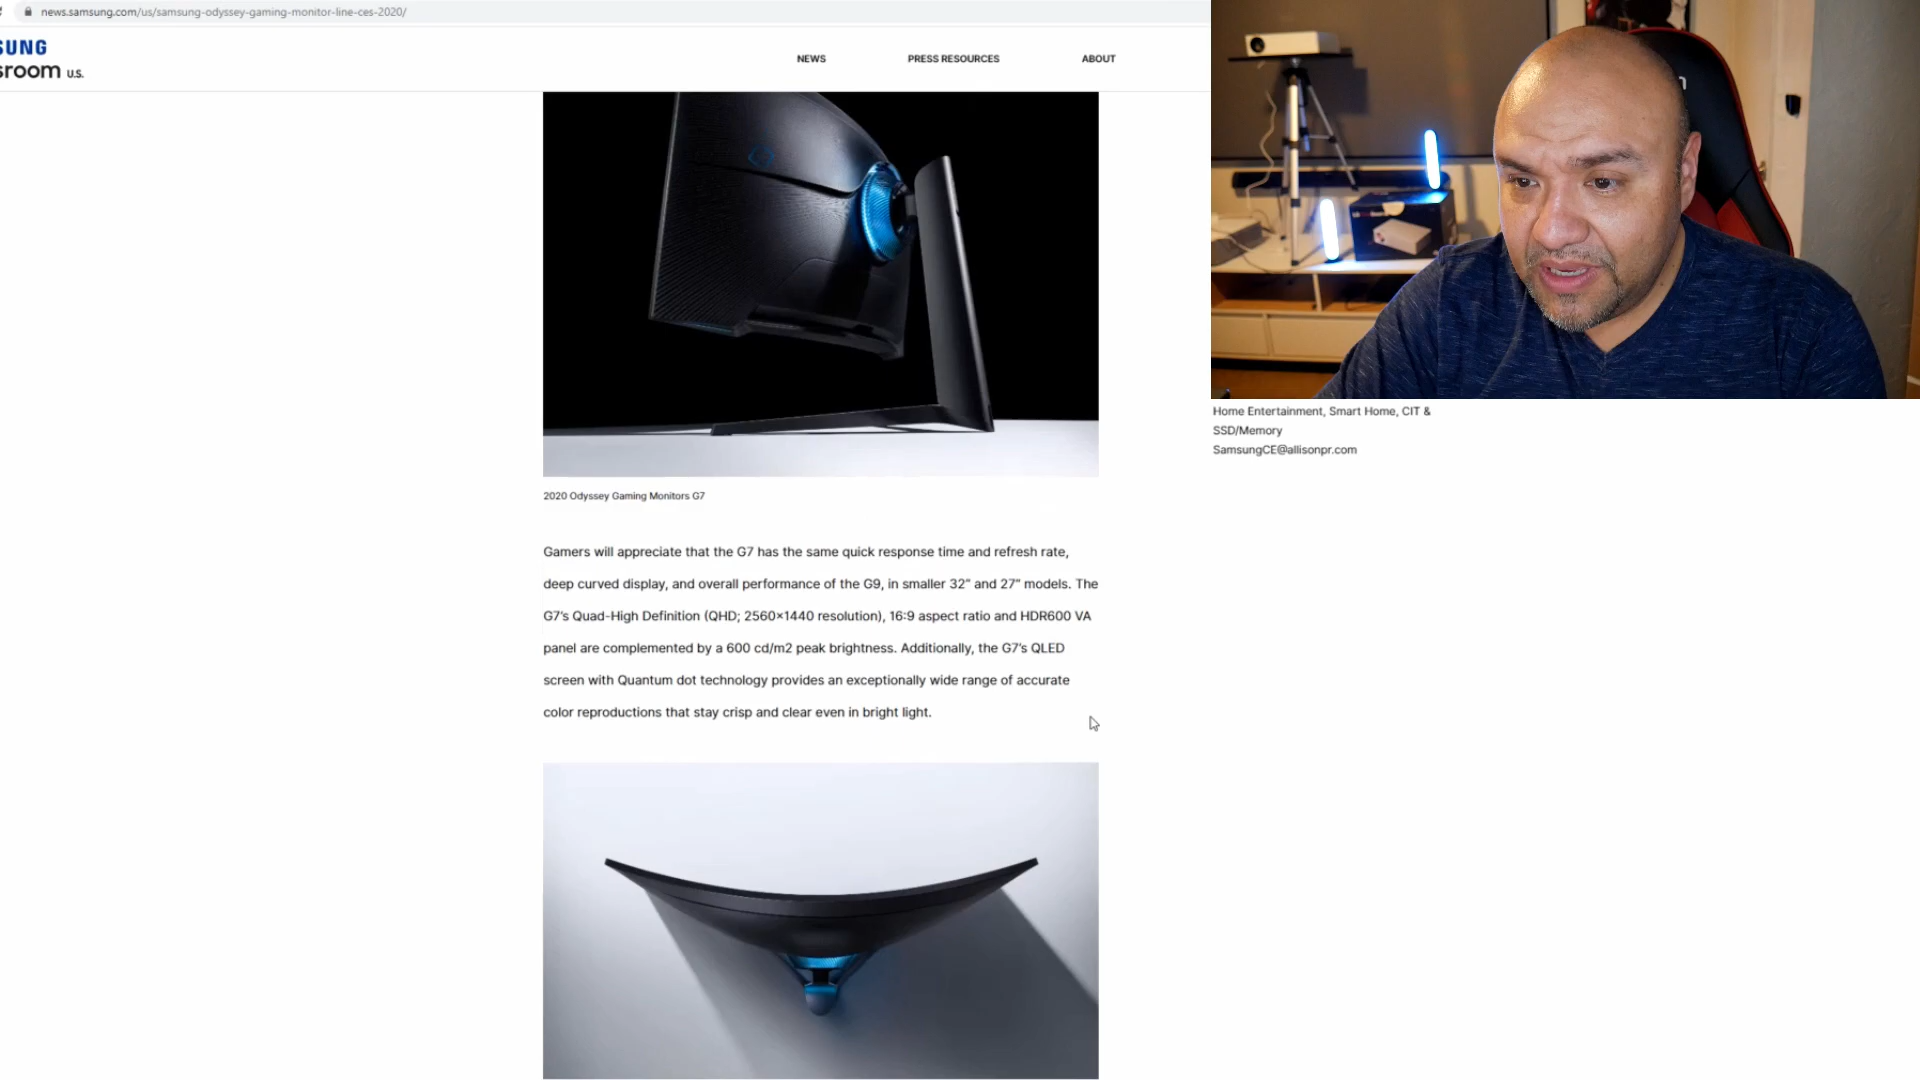 news.samsung.com/us/samsung-odyssey-gaming-monitor-line-ces-2020/
SUNG
sroom U.S.
NEWS
PRESS RESOURCES
ABOUT
2020 Odyssey Gaming Monitors G7
Gamers will appreciate that the G7 has the same quick response time and refresh rate,
deep curved display, and overall performance of the G9, in smaller 32” and 27” models. The
G7’s Quad-High Definition (QHD; 2560×1440 resolution), 16:9 aspect ratio and HDR600 VA
panel are complemented by a 600 cd/m2 peak brightness. Additionally, the G7’s QLED
screen with Quantum dot technology provides an exceptionally wide range of accurate
color reproductions that stay crisp and clear even in bright light.
Home Entertainment, Smart Home, CIT &
SSD/Memory
SamsungCE@allisonpr.com